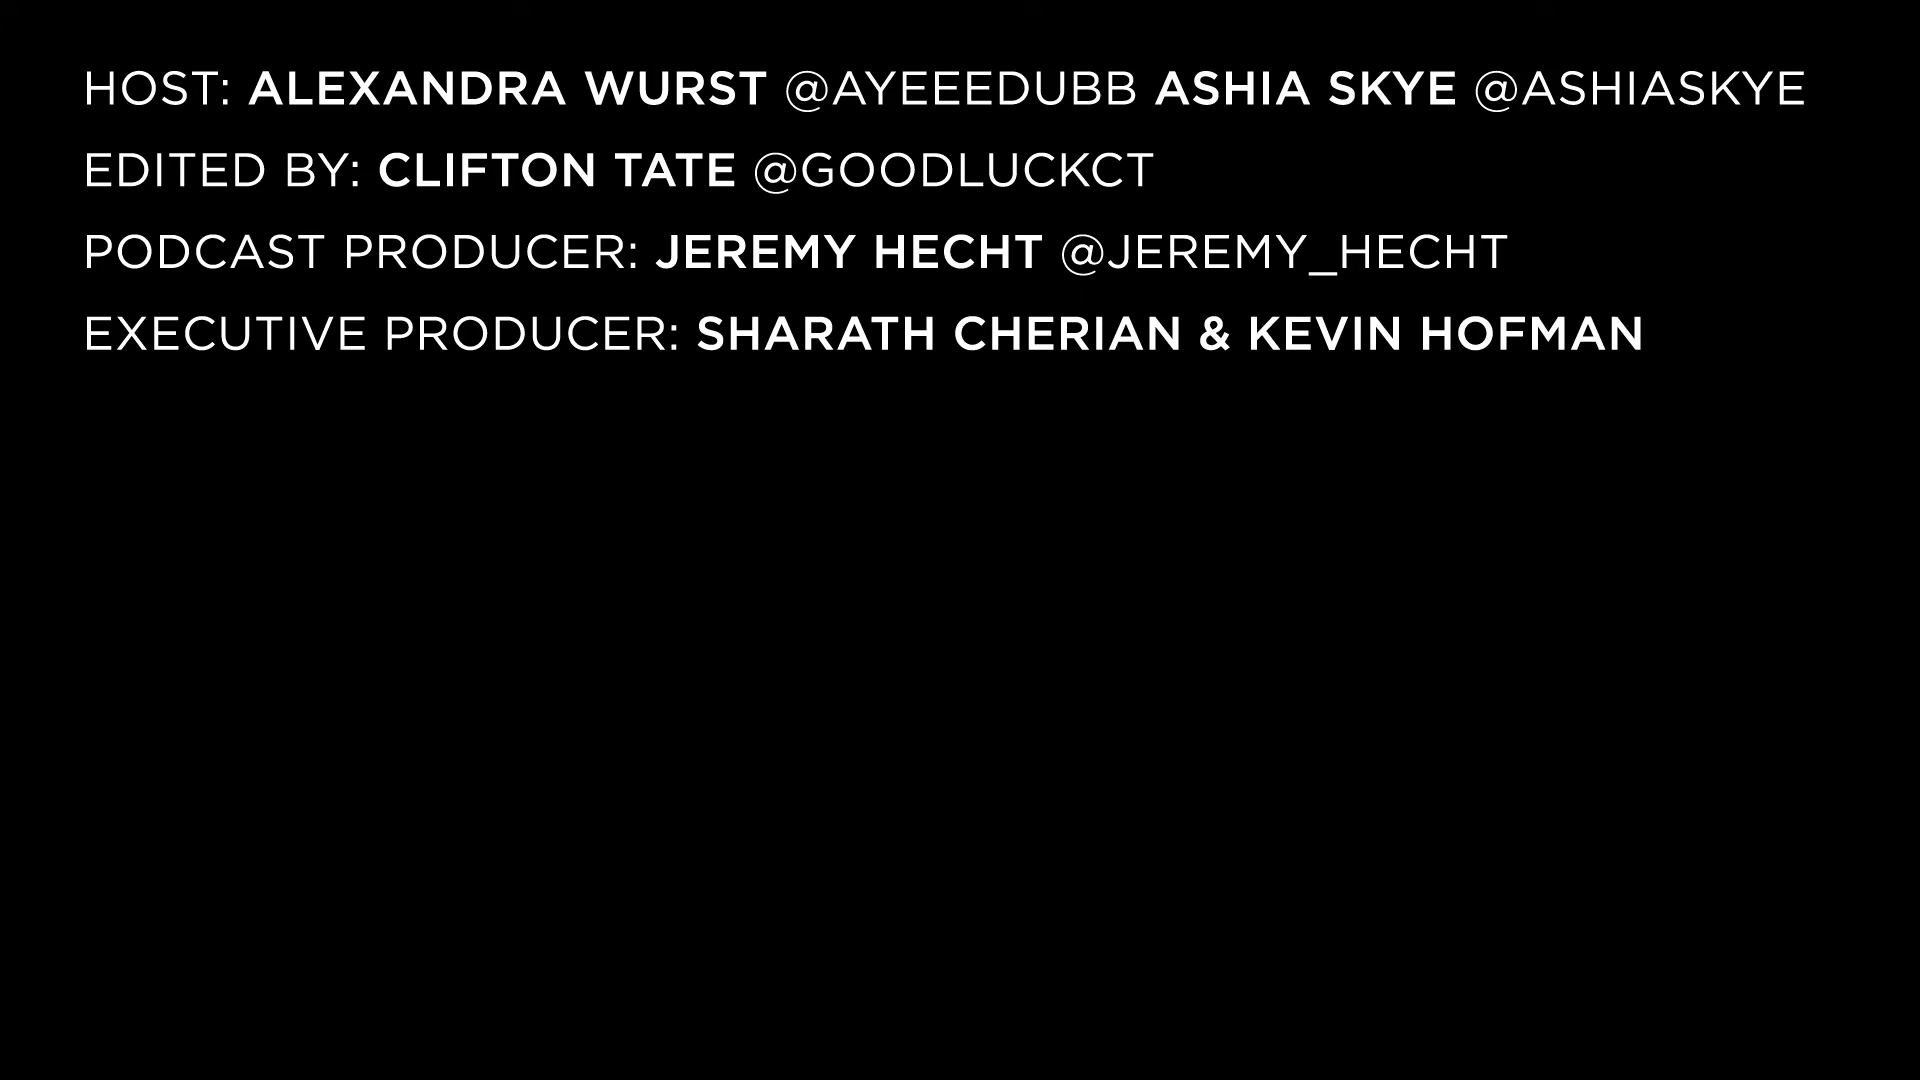 HOST: ALEXANDRA WURST @AYEEEDUBB ASHIA SKYE @ASHIASKYE
EDITED BY: CLIFTON TATE @GOODLUCKCT
PODCAST PRODUCER: JEREMY HECHT @JEREMY_HECHT
EXECUTIVE PRODUCER: SHARATH CHERIAN & KEVIN HOFMAN